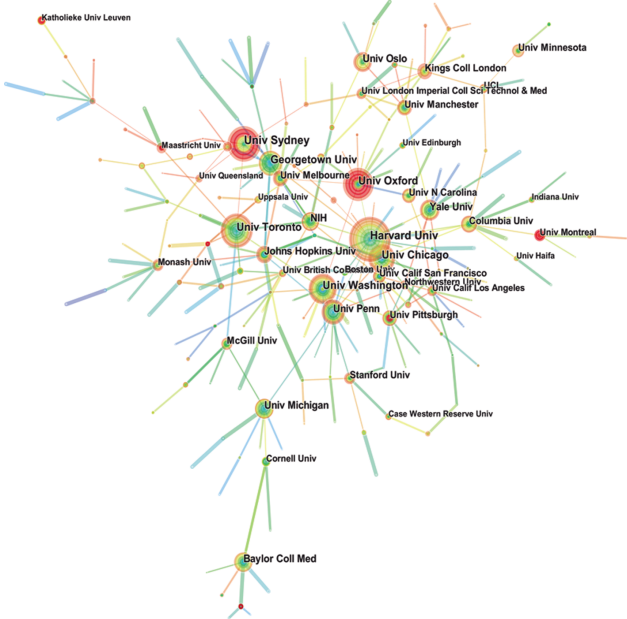 Katholieke Univ Leuven
Univ Minnesota
Univ Oslo
Kings Coll London
UCL
Univ London Imperial Coll Sci Technol & Med
Univ Manchester
Univ Sydney
Maastricht Univ
Georgetown Univ
Univ Edinburgh
Univ Queensland
Univ Melbourne
Univ Oxford
Uppsala Univ
Univ N Carolina
Indiana Univ
Yale Univ
NIH
Columbia Univ
Univ Toronto
Harvard Univ
Univ Montreal
Johns Hopkins Univ
Univ Chicago
Univ Haifa
Monash Univ
Univ British Co
Boston Univ
Univ Calif San Francisco
Northwestern Univ
Univ Washington
Univ Calif Los Angeles
Univ Penn
Univ Pittsburgh
McGill Univ
Stanford Univ
Univ Michigan
Case Western Reserve Univ
Cornell Univ
Baylor Coll Med